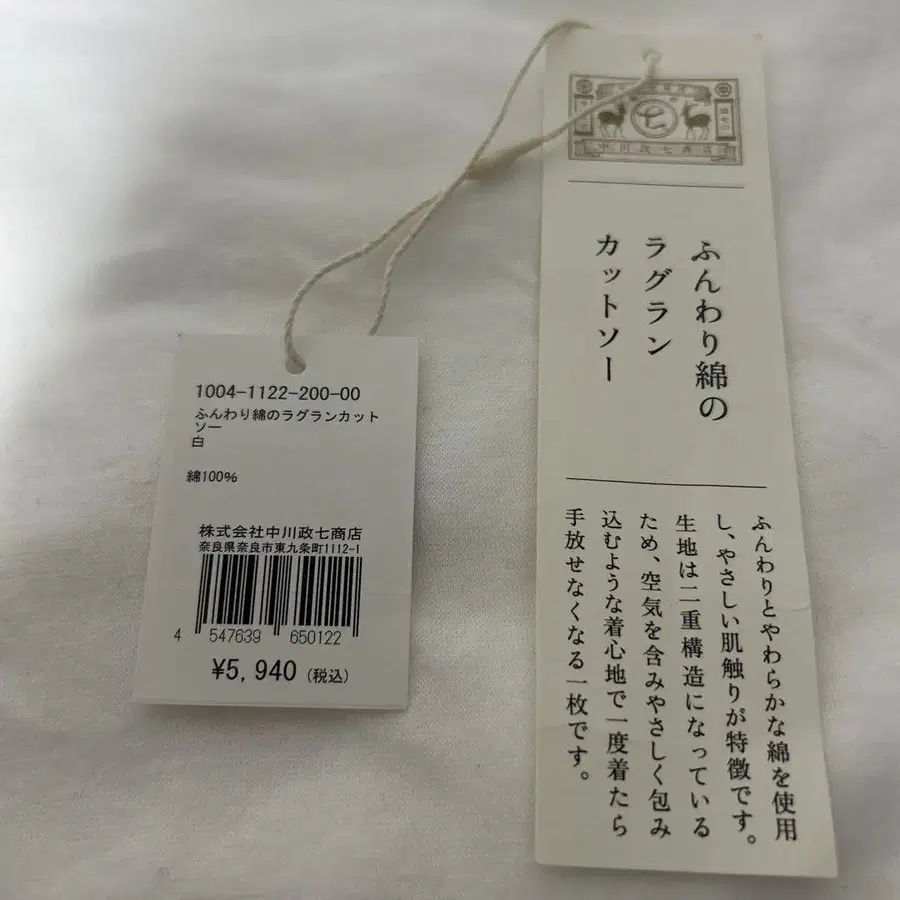 1004-1122-200-00
ふんわり綿のラグランカット
ソー
白
綿100%
株式会社中川政七商店
奈良県奈良市東九条町1112-1
4 547639 650122
¥5,940 (税込)
七
中川政七商店
ふんわり綿の
ラグラン
カットソー
ふんわりとやわらかな綿を使用
し、やさしい肌触りが特徴です。
生地は二重構造になっている
ため、空気を含みやさしく包み
込むような着心地で一度着たら
手放せなくなる一枚です。